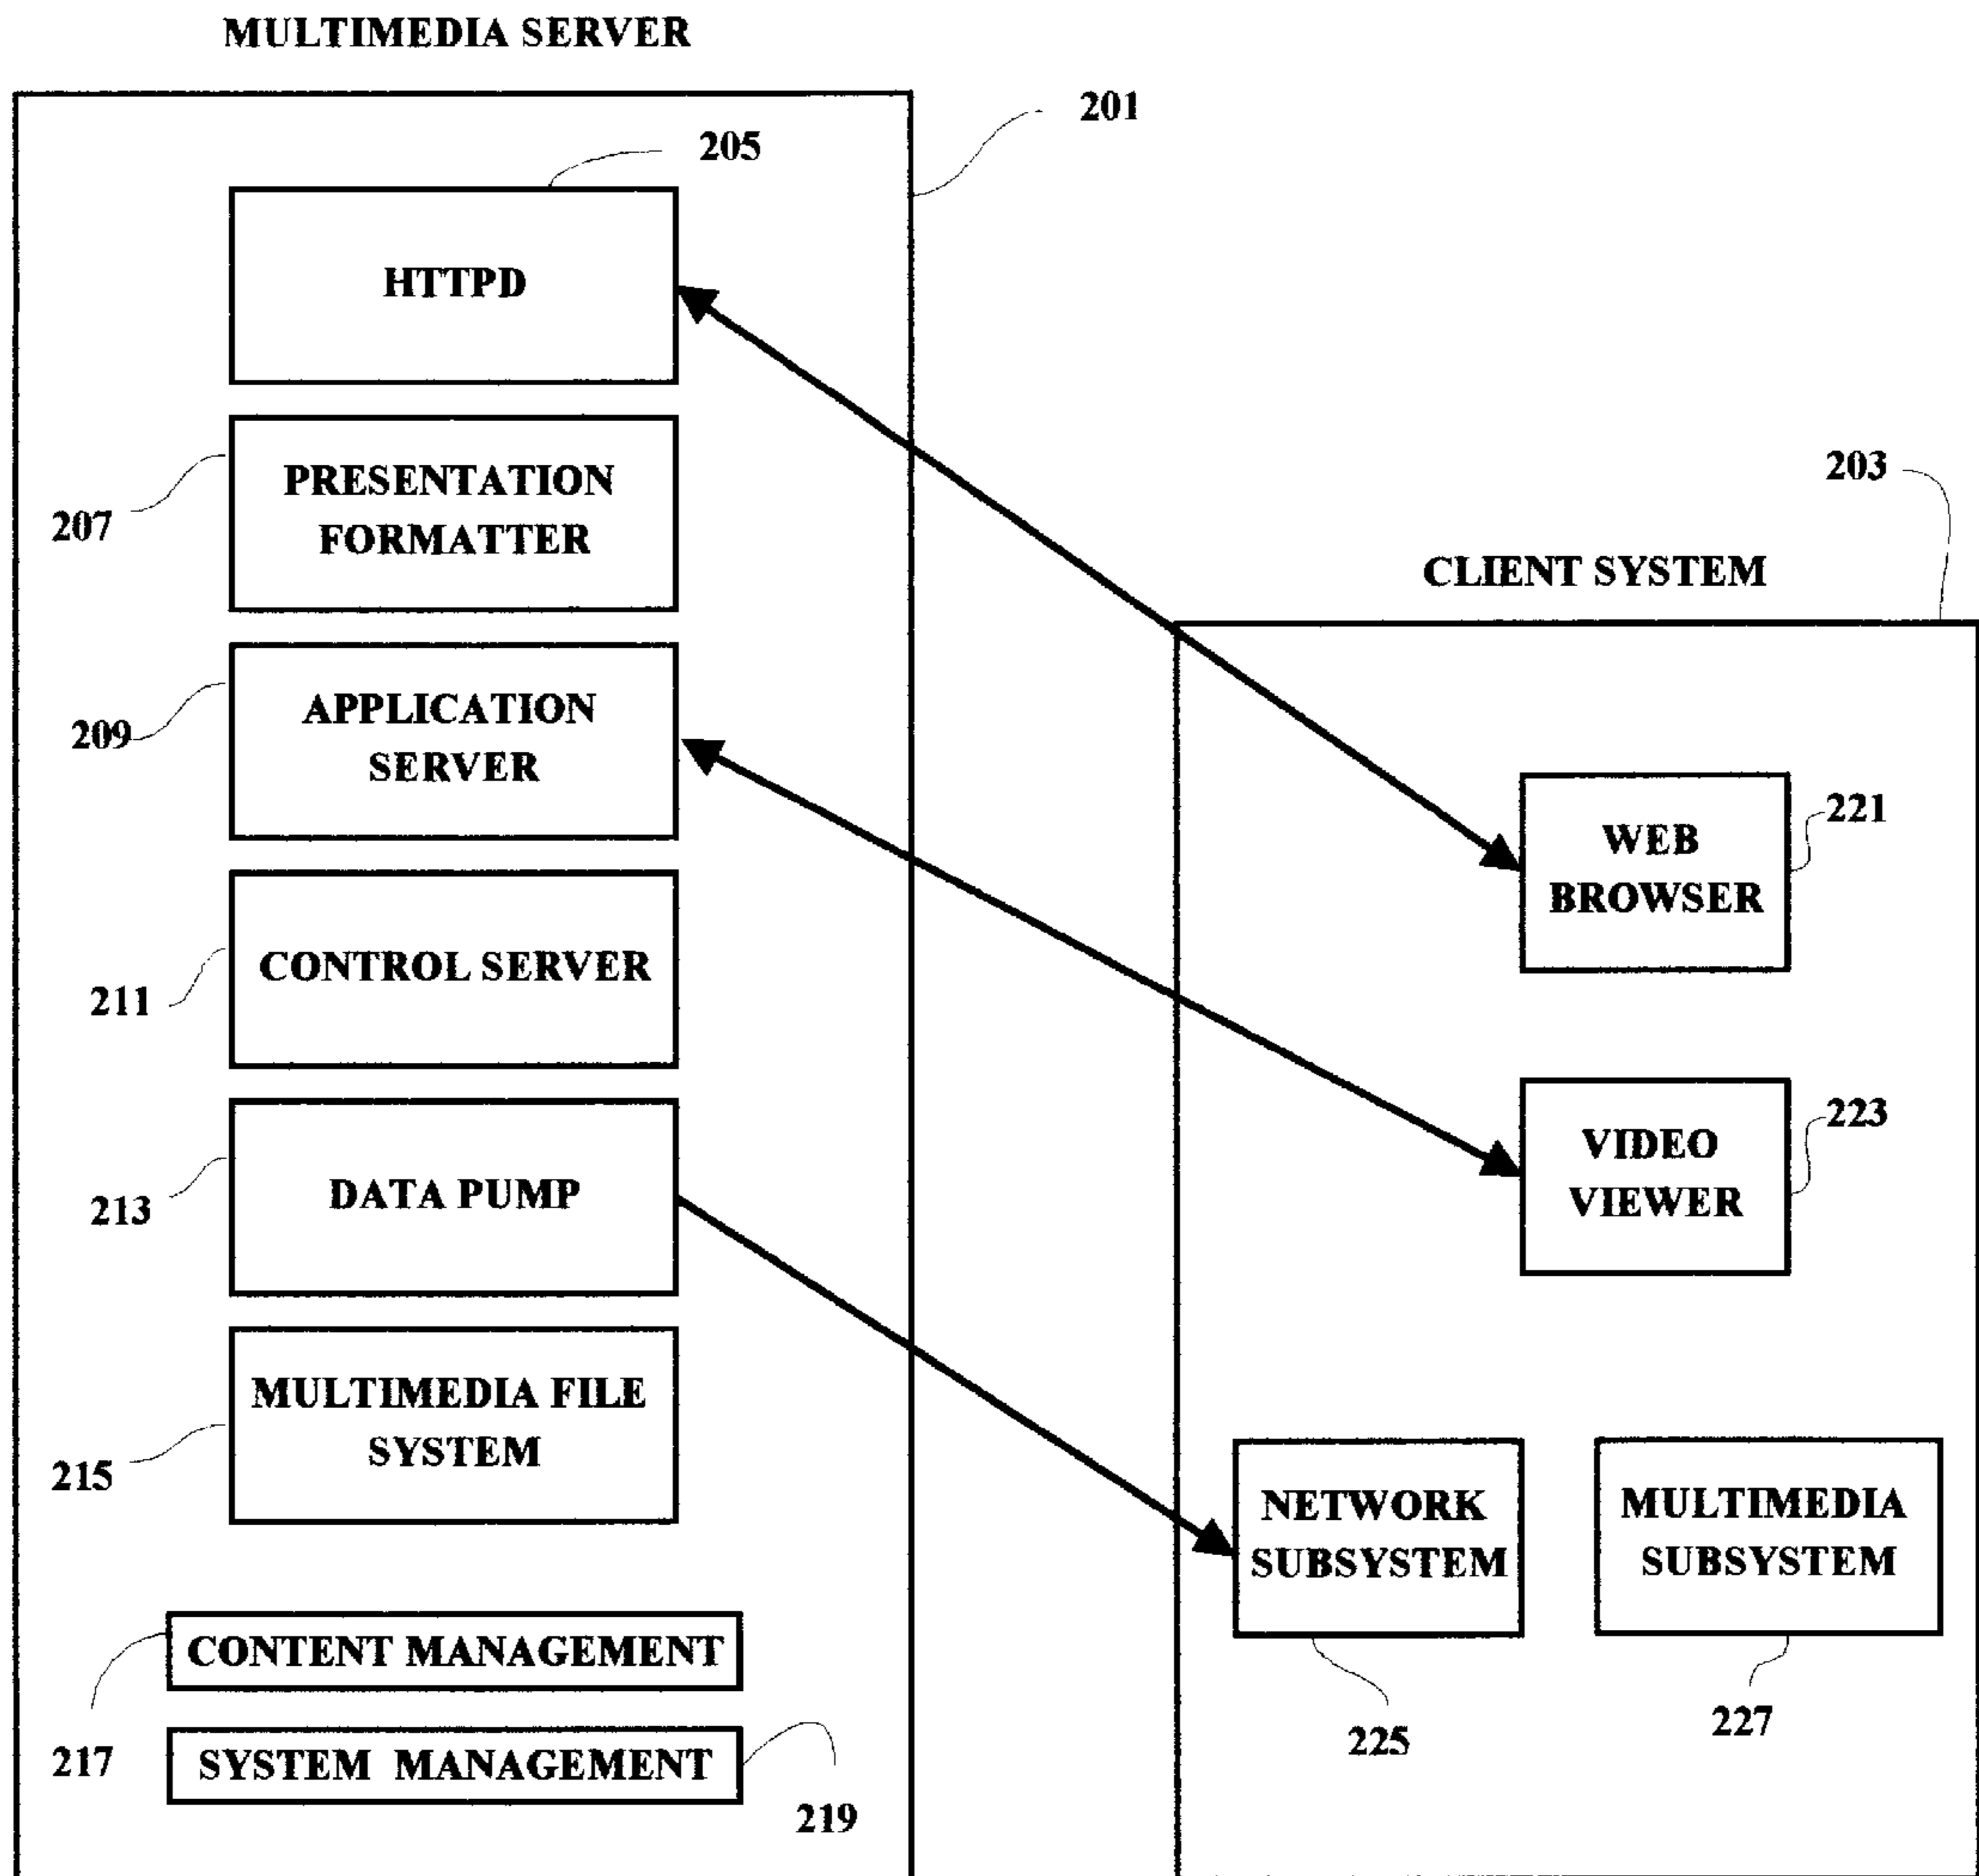 MULTIMEDIA SERVER
201
205
HTTPD
207
PRESENTATION
FORMATTER
209
APPLICATION
SERVER
211
CONTROL SERVER
213
DATA PUMP
215
MULTIMEDIA FILE
SYSTEM
217
CONTENT MANAGEMENT
SYSTEM MANAGEMENT
219
203
CLIENT SYSTEM
221
WEB
BROWSER
223
VIDEO
VIEWER
NETWORK
SUBSYSTEM
225
MULTIMEDIA
SUBSYSTEM
227